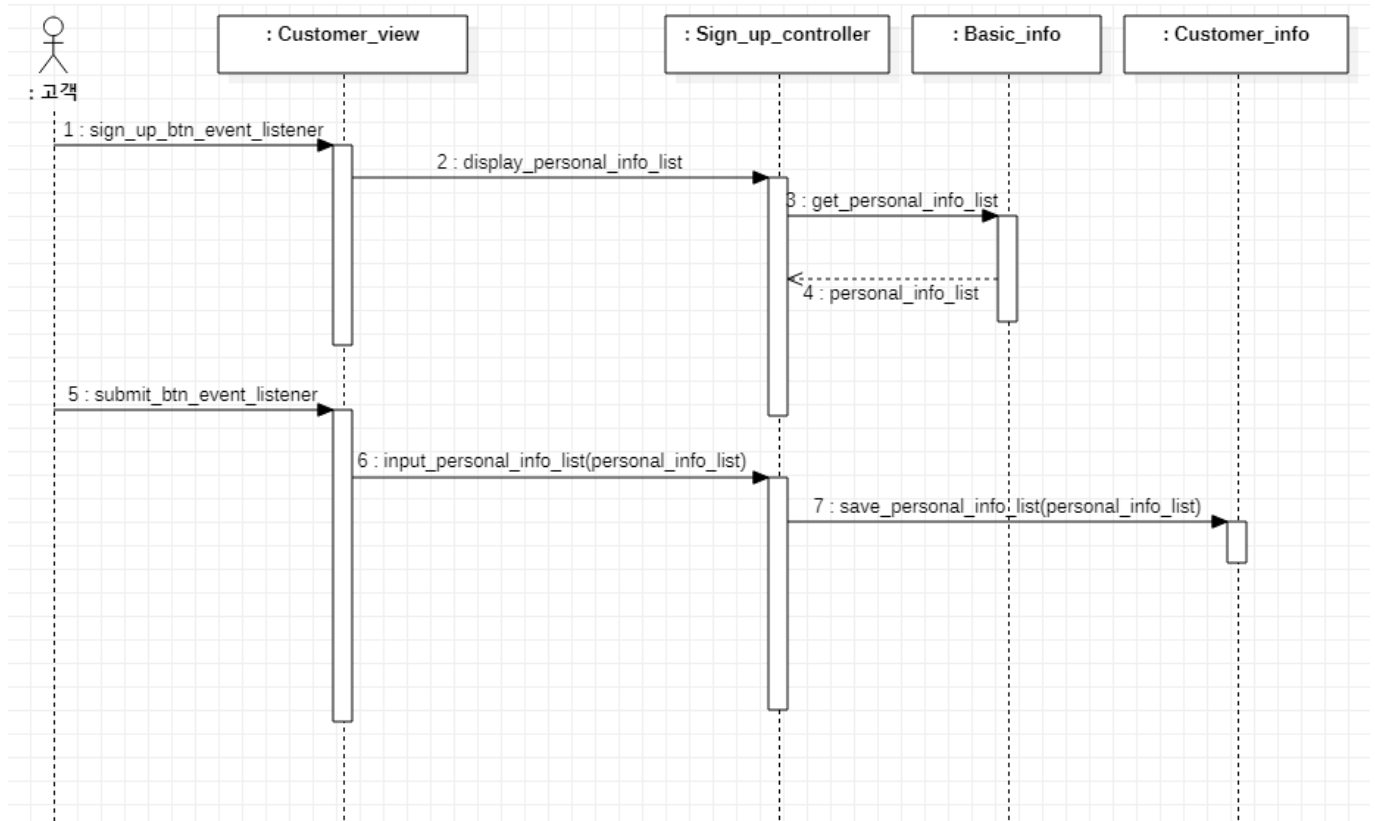 : Customer_view
: Sign_up_controller
: Basic_info
: Customer_info
: 고객
1 : sign_up_btn_event_listener
2 : display_personal_info_list
3 : get_personal_info_list
4 : personal_info_list
5 : submit_btn_event_listener
6 : input_personal_info_list(personal_info_list)
7 : save_personal_info_list(personal_info_list)